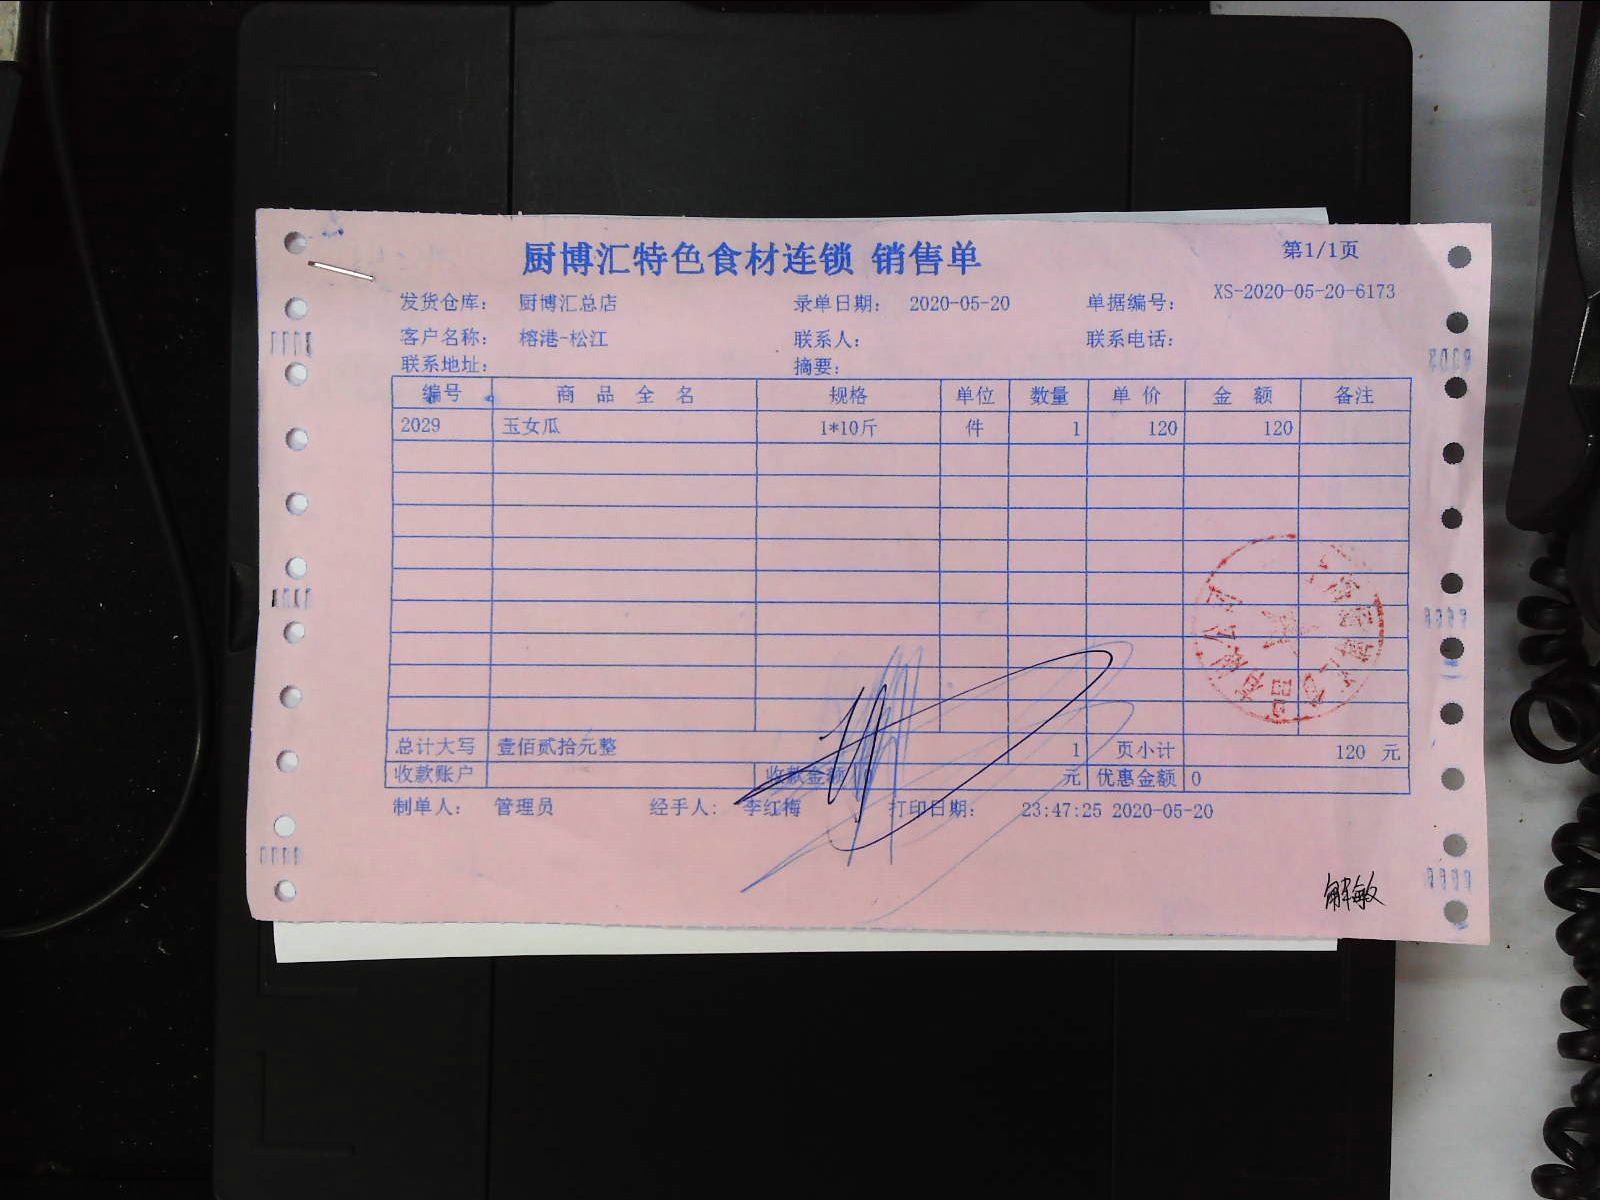 厨博汇特色食材连锁 销售单 第1/1页
发货仓库： 厨博汇总店 录单日期： 2020-05-20 单据编号： XS-2020-05-20-6173
客户名称： 榕港-松江 联系人： 联系电话：
联系地址： 摘要：
编号 商品全名 规格 单位 数量 单价 金额 备注
2029 玉女瓜 1*10斤 件 1 120 120
总计大写 壹佰贰拾元整 1 页小计 120 元
收款账户 收款金额 元 优惠金额 0
制单人： 管理员 经手人： 李红梅 打印日期： 23:47:25 2020-05-20
解敏